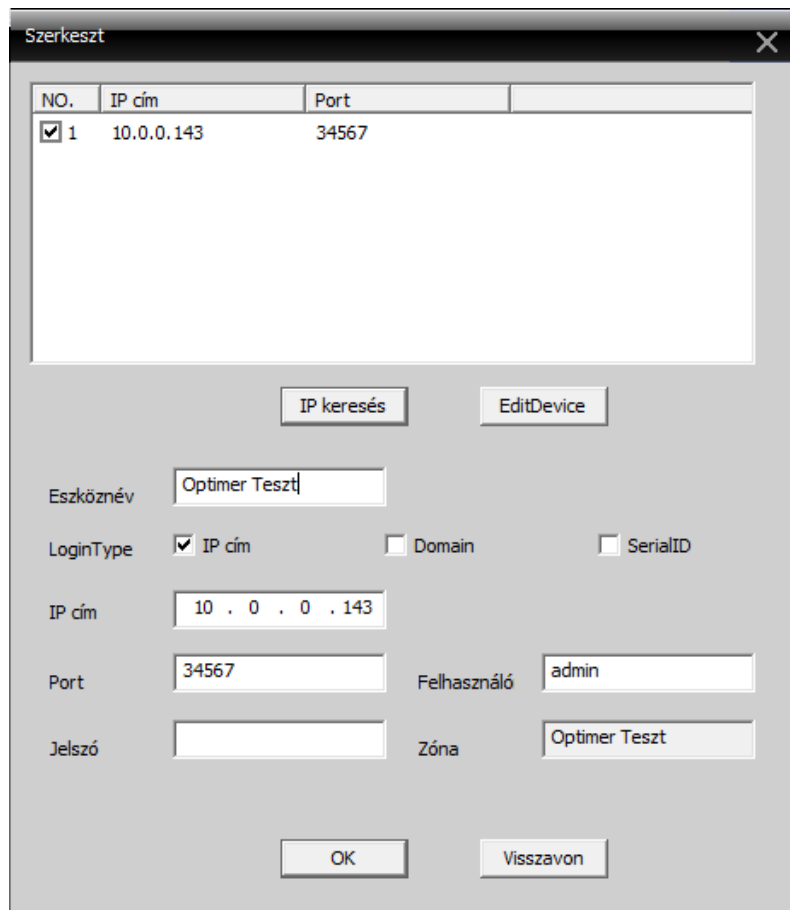 Szerkeszt
NO. IP cím Port
1 10.0.0.143 34567
IP keresés EditDevice
Eszköznév Optimer Teszt
LoginType IP cím Domain SerialID
IP cím 10 . 0 . 0 . 143
Port 34567 Felhasználó admin
Jelszó Zóna Optimer Teszt
OK Visszavon